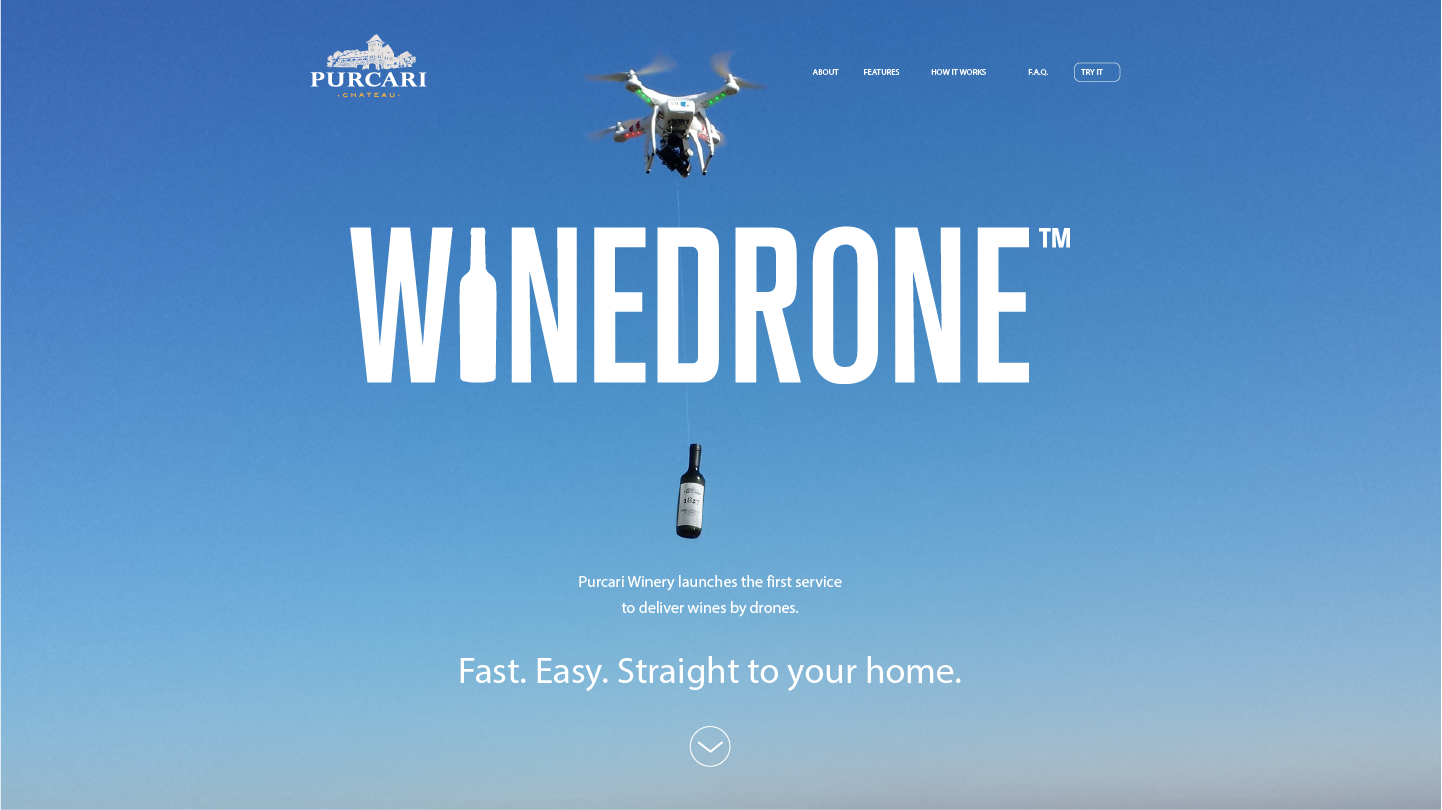 PURCARI
· CHATEAU ·
ABOUT FEATURES HOW IT WORKS F.A.Q. TRY IT
WINEDRONE™
1827
Purcari Winery launches the first service
to deliver wines by drones.
Fast. Easy. Straight to your home.